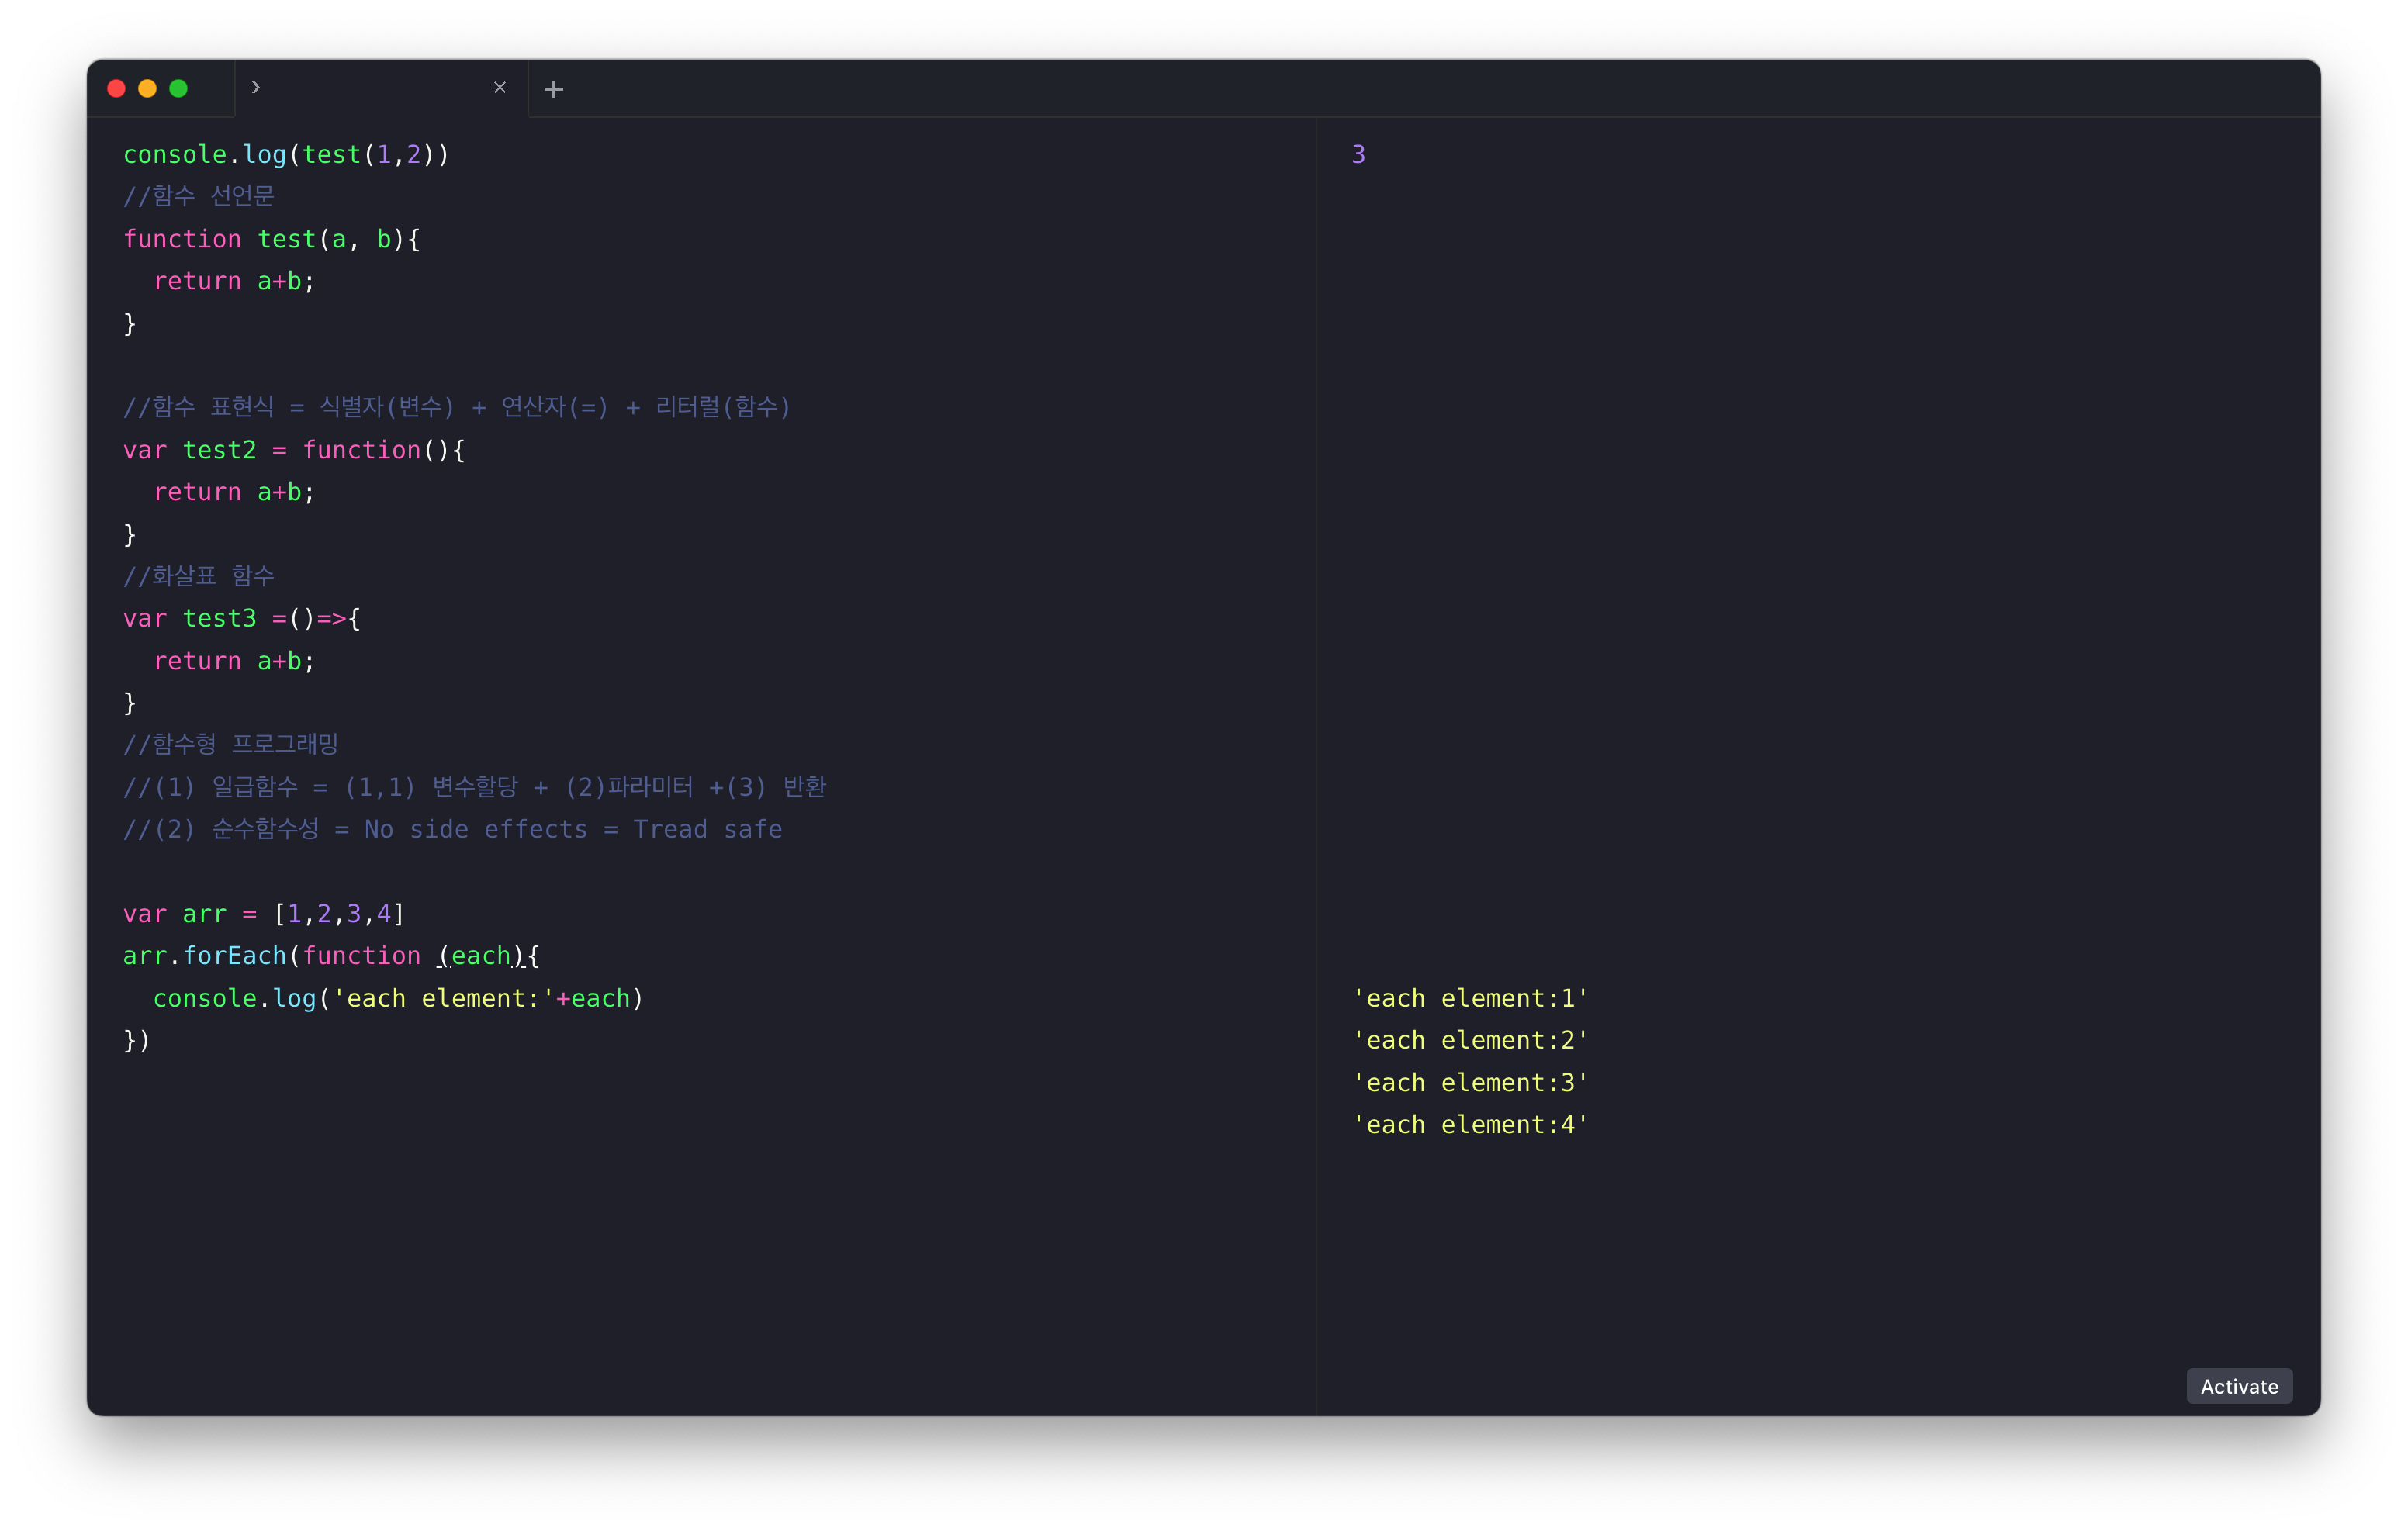 console.log(test(1,2))
3
//함수 선언문
function test(a, b){
  return a+b;
}
//함수 표현식 = 식별자(변수) + 연산자(=) + 리터럴(함수)
var test2 = function(){
  return a+b;
}
//화살표 함수
var test3 =()=>{
  return a+b;
}
//함수형 프로그래밍
//(1) 일급함수 = (1,1) 변수할당 + (2)파라미터 +(3) 반환
//(2) 순수함수성 = No side effects = Tread safe
var arr = [1,2,3,4]
arr.forEach(function (each){
  console.log('each element:'+each)
})
'each element:1'
'each element:2'
'each element:3'
'each element:4'
Activate